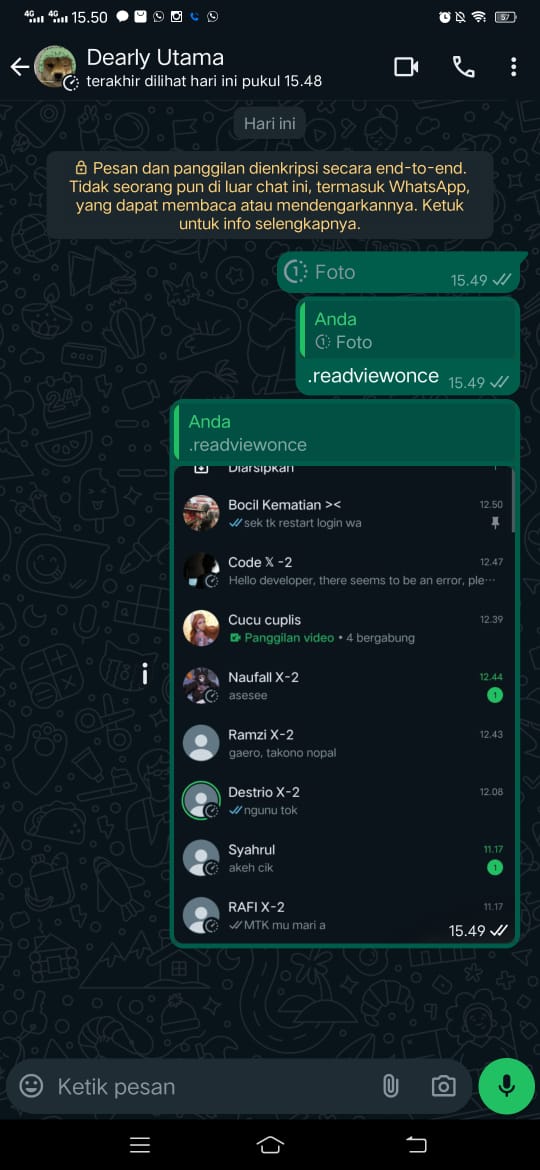 4G 4G 15.50 57
Dearly Utama
terakhir dilihat hari ini pukul 15.48
Hari ini
Pesan dan panggilan dienkripsi secara end-to-end.
Tidak seorang pun di luar chat ini, termasuk WhatsApp,
yang dapat membaca atau mendengarkannya. Ketuk
untuk info selengkapnya.
1 Foto
15.49
Anda
1 Foto
.readviewonce 15.49
Anda
.readviewonce
Diarsipkan
Bocil Kematian >< 12.50
sek tk restart login wa
Code 𝕏 -2 12.47
Hello developer, there seems to be an error, ple···
Cucu cuplis 12.39
Panggilan video • 4 bergabung
Naufall X-2 12.44
asesee 1
Ramzi X-2 12.43
gaero, takono nopal
Destrio X-2 12.08
ngunu tok
Syahrul 11.17
akeh cik 1
RAFI X-2 11.17
MTK mu mari a
15.49
Ketik pesan